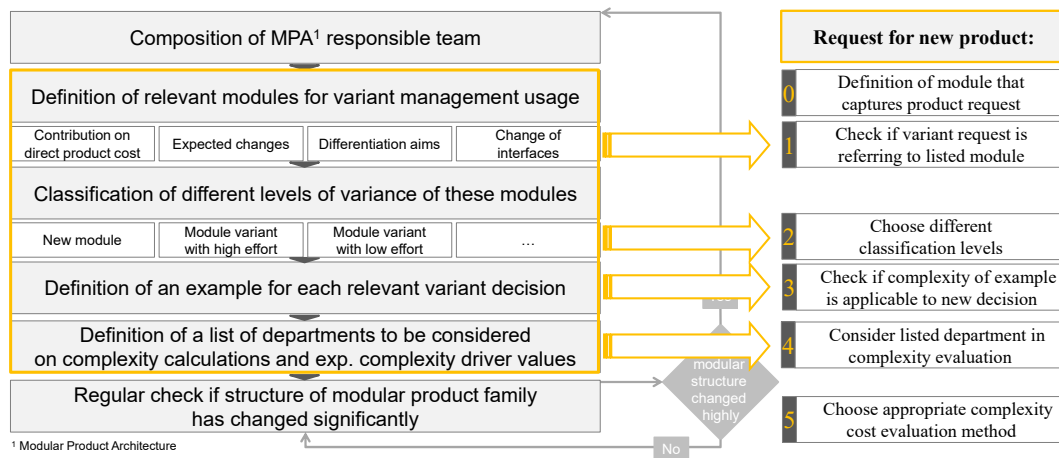 Composition of MPA¹ responsible team
Definition of relevant modules for variant management usage
Contribution on
direct product cost
Expected changes
Differentiation aims
Change of
interfaces
Classification of different levels of variance of these modules
New module
Module variant
with high effort
Module variant
with low effort
…
Definition of an example for each relevant variant decision
Definition of a list of departments to be considered
on complexity calculations and exp. complexity driver values
Regular check if structure of modular product family
has changed significantly
¹ Modular Product Architecture
modular
structure
changed
highly
No
Request for new product:
0
Definition of module that
captures product request
1
Check if variant request is
referring to listed module
2
Choose different
classification levels
3
Check if complexity of example
is applicable to new decision
4
Consider listed department in
complexity evaluation
5
Choose appropriate complexity
cost evaluation method